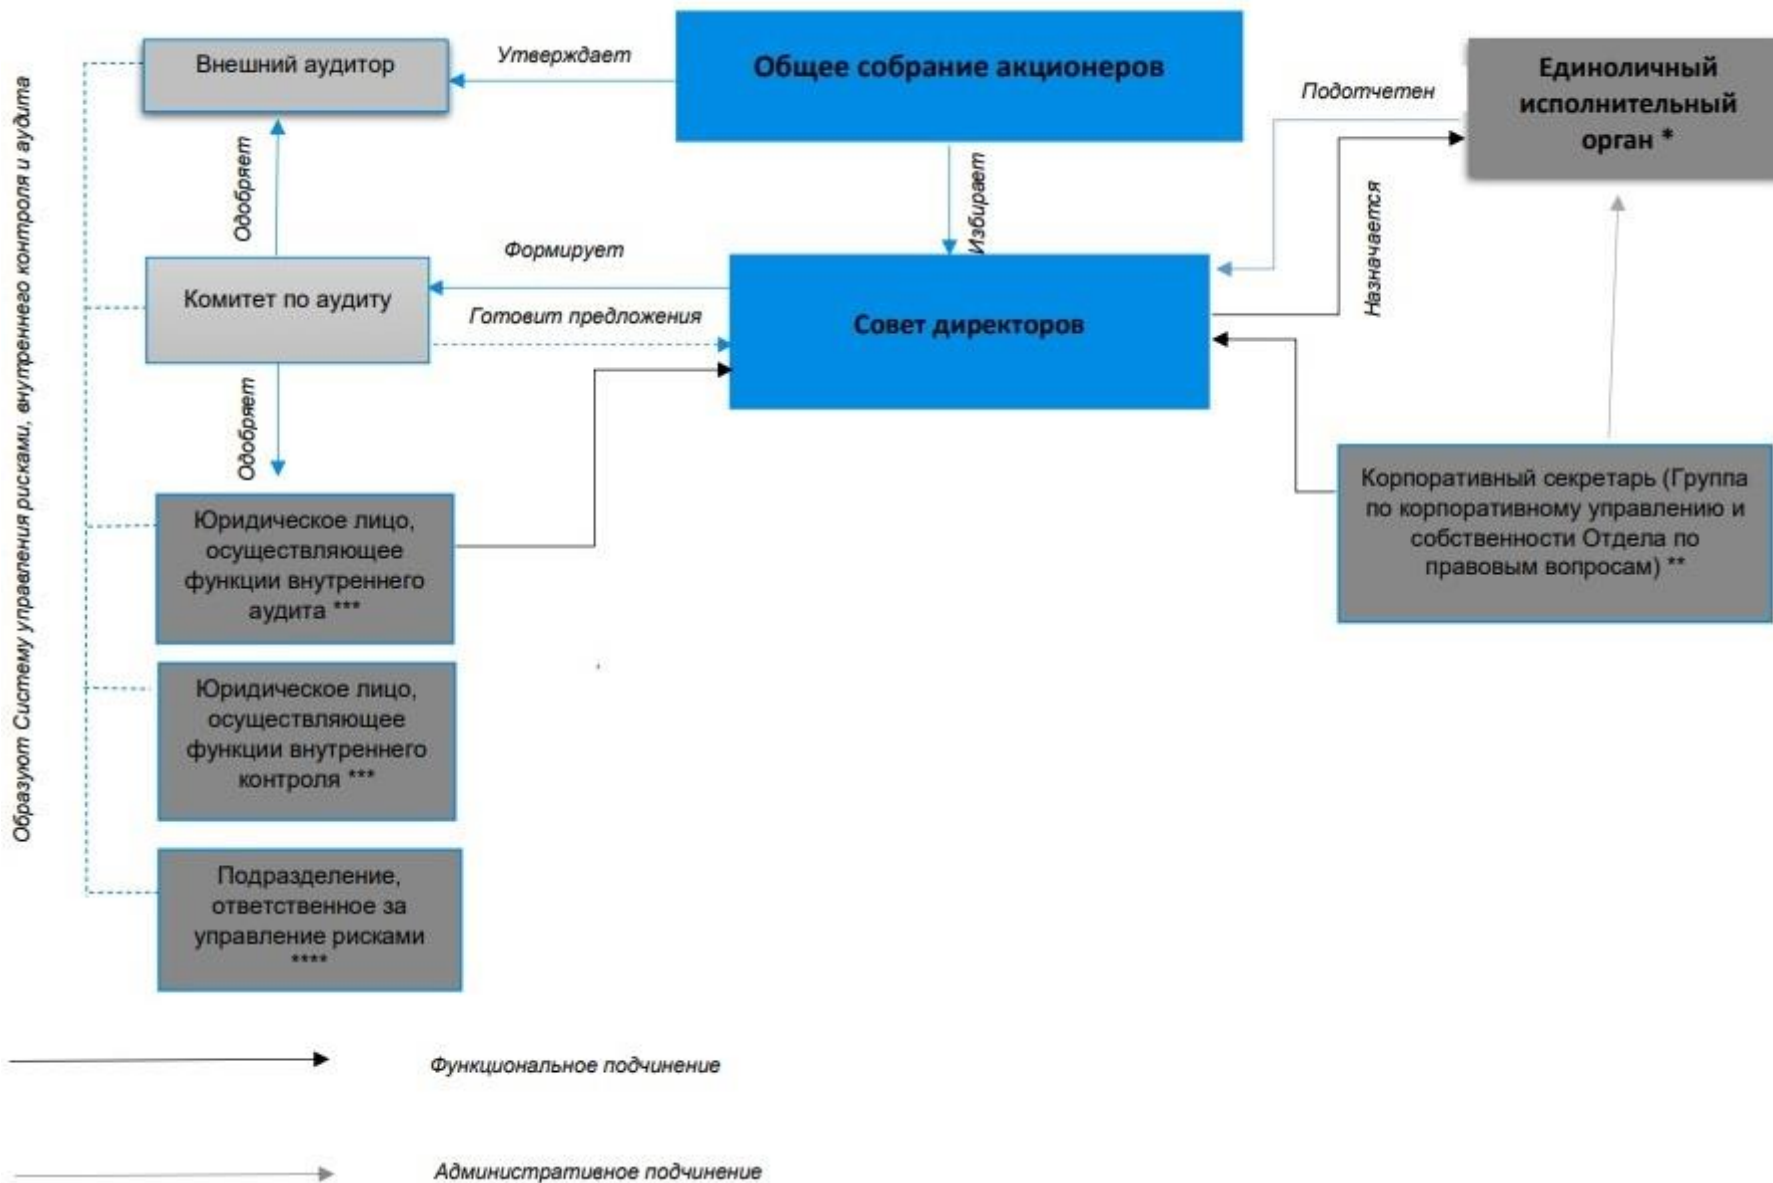 Образуют Систему управления рисками, внутреннего контроля и аудита
Внешний аудитор
Утверждает
Общее собрание акционеров
Подотчетен
Единоличный
исполнительный
орган *
Одобряет
Избирает
Назначается
Комитет по аудиту
Формирует
Готовит предложения
Совет директоров
Одобряет
Юридическое лицо,
осуществляющее
функции внутреннего
аудита ***
Корпоративный секретарь (Группа
по корпоративному управлению и
собственности Отдела по
правовым вопросам) **
Юридическое лицо,
осуществляющее
функции внутреннего
контроля ***
Подразделение,
ответственное за
управление рисками
****
Функциональное подчинение
Административное подчинение